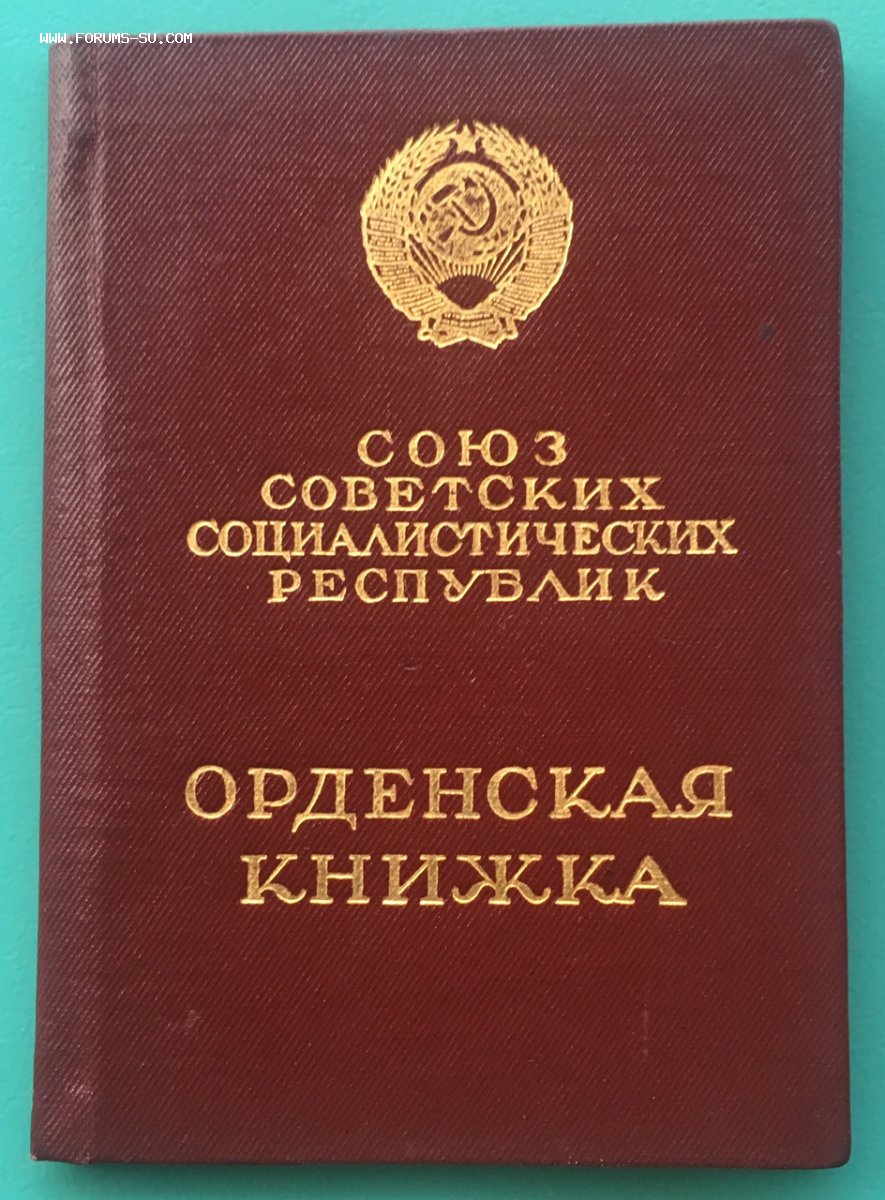 WWW.FORUMS-SU.COM
СОЮЗ
СОВЕТСКИХ
СОЦИАЛИСТИЧЕСКИХ
РЕСПУБЛИК
ОРДЕНСКАЯ
КНИЖКА